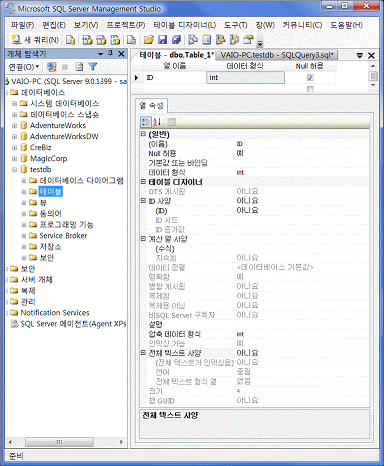 Microsoft SQL Server Management Studio
파일(F) 편집(E) 보기(V) 프로젝트(P) 테이블 디자이너(L) 도구(T) 창(W) 커뮤니티(C) 도움말(H)
새 쿼리(N)
개체 탐색기
연결(O)
VAIO-PC (SQL Server 9.0.1399 - sa
데이터베이스
시스템 데이터베이스
데이터베이스 스냅숏
AdventureWorks
AdventureWorksDW
CreBiz
MagicCorp
testdb
데이터베이스 다이어그램
테이블
뷰
동의어
프로그래밍 기능
Service Broker
저장소
보안
보안
서버 개체
복제
관리
Notification Services
SQL Server 에이전트(Agent XPs
테이블 - dbo.Table_1* VAIO-PC.testdb - SQLQuery3.sql*
열 이름 데이터 형식 Null 허용
ID int
열 속성
(일반)
(이름) ID
Null 허용 예
기본값 또는 바인딩
데이터 형식 int
테이블 디자이너
DTS 게시됨 아니요
ID 사양 아니요
(ID) 아니요
ID 시드
ID 증가값
계산 열 사양
(수식)
지속됨 아니요
데이터 정렬 <데이터베이스 기본값>
명확함 예
병합 게시됨 아니요
복제됨 아니요
복제용 아님 아니요
비SQL Server 구독자 아니요
설명
압축 데이터 형식 int
인덱싱 가능 예
전체 텍스트 사양 아니요
(전체 텍스트가 인덱싱됨) 아니요
언어 중립
전체 텍스트 형식 열 없음
크기 4
행 GUID 아니요
전체 텍스트 사양
준비